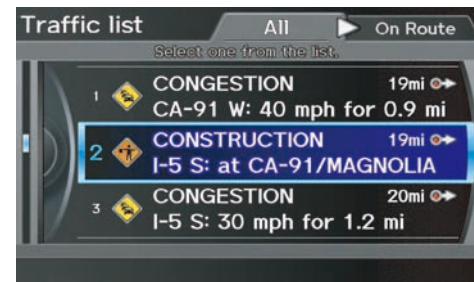 Traffic list All On Route
Select one from the list.
1 CONGESTION 19mi
CA-91 W: 40 mph for 0.9 mi
2 CONSTRUCTION 19mi
I-5 S: at CA-91/MAGNOLIA
3 CONGESTION 20mi
I-5 S: 30 mph for 1.2 mi